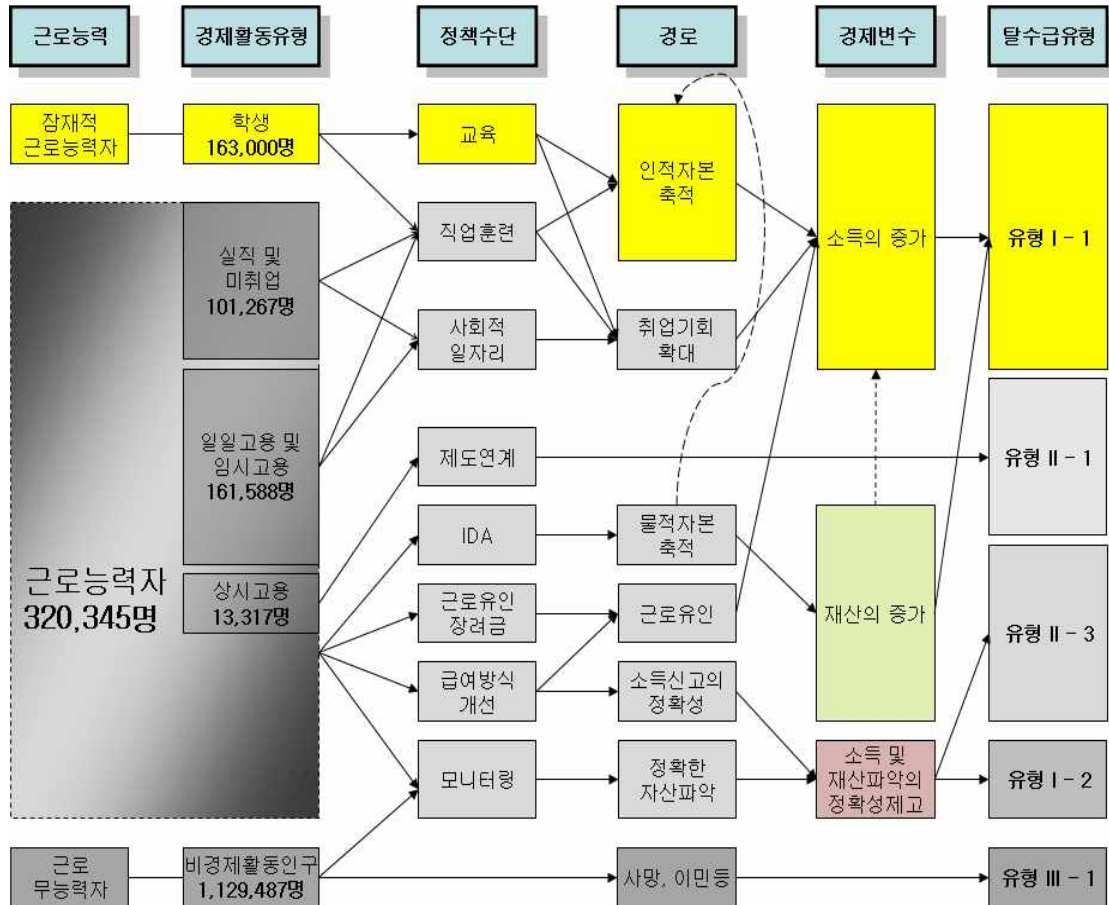 근로능력
경제활동유형
정책수단
경로
경제변수
탈수급유형
잠재적
근로능력자
학생
163,000명
교육
인적자본
축적
소득의 증가
유형 I - 1
실직 및
미취업
101,267명
직업훈련
사회적
일자리
취업기회
확대
일일고용 및
임시고용
161,588명
제도연계
유형 II - 1
IDA
물적자본
축적
근로능력자
320,345명
상시고용
13,317명
근로유인
장려금
근로유인
재산의 증가
유형 II - 3
급여방식
개선
소득신고의
정확성
모니터링
정확한
자산파악
소득 및
재산파악의
정확성제고
유형 I - 2
근로
무능력자
비경제활동인구
1,129,487명
사망, 이민등
유형 III - 1